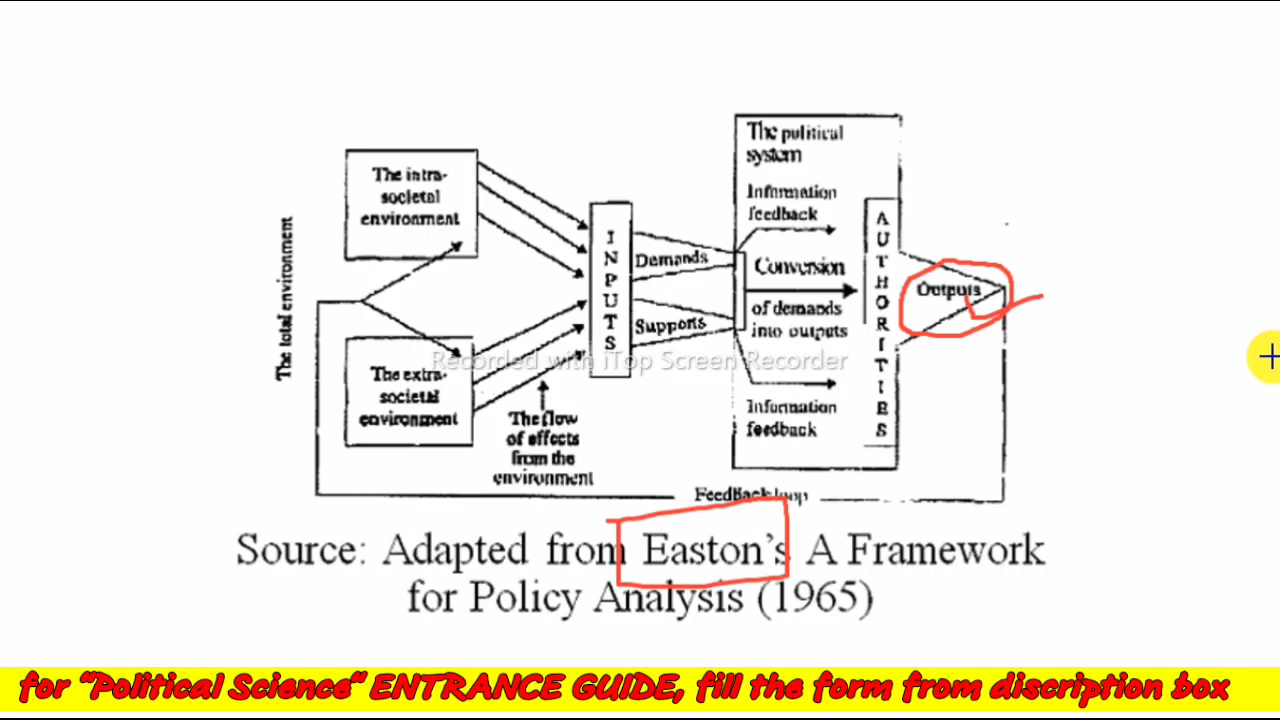 The total environment
The intra-
societal
environment
The extra-
societal
environment
The flow
of effects
from the
environment
INPUTS
Demands
Supports
The political
system
Information
feedback
Conversion
of demands
into outputs
Information
feedback
AUTHORITIES
Outputs
Feedback loop
Recorded with iTop Screen Recorder
Source: Adapted from Easton's A Framework
for Policy Analysis (1965)
for "Political Science" ENTRANCE GUIDE, fill the form from discription box